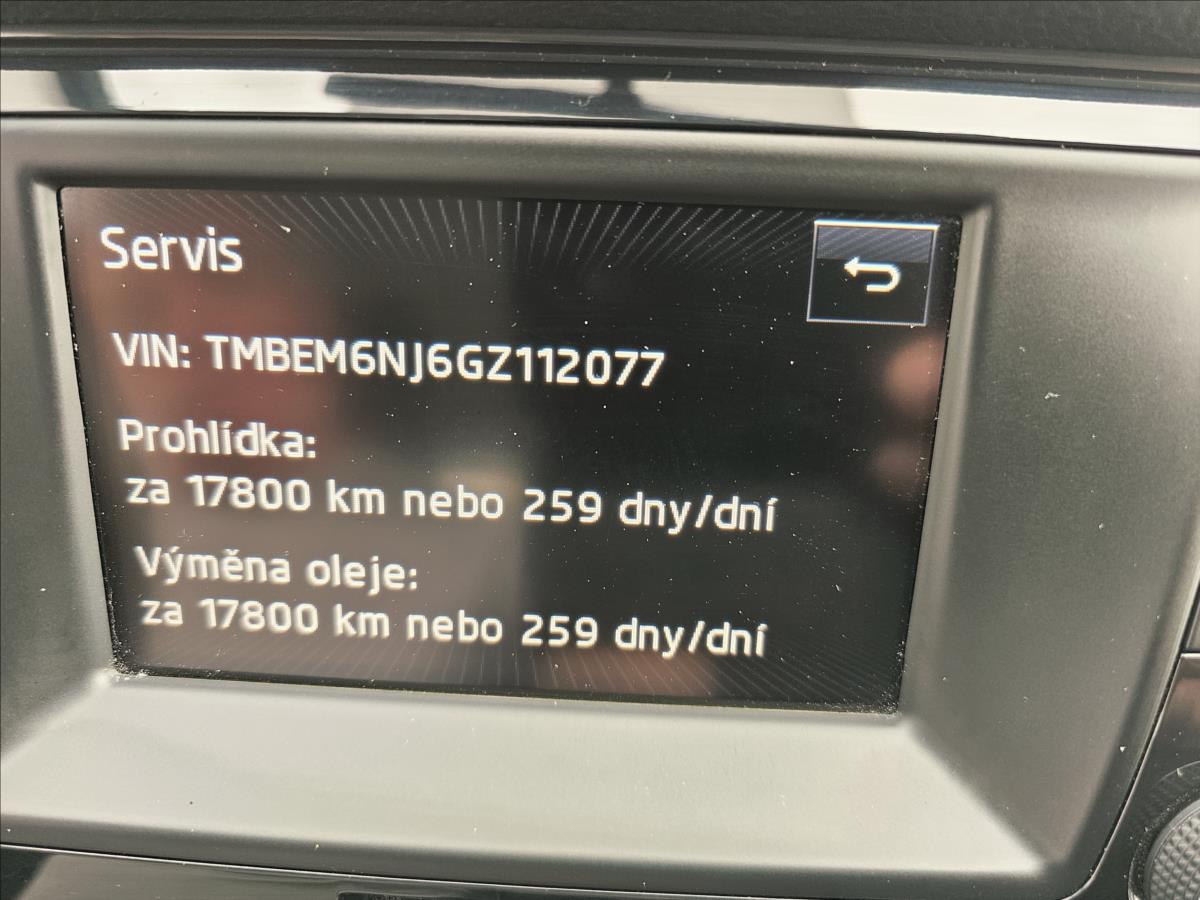 Servis
VIN: TMBEM6NJ6GZ112077
Prohlídka:
za 17800 km nebo 259 dny/dní
Výměna oleje:
za 17800 km nebo 259 dny/dní